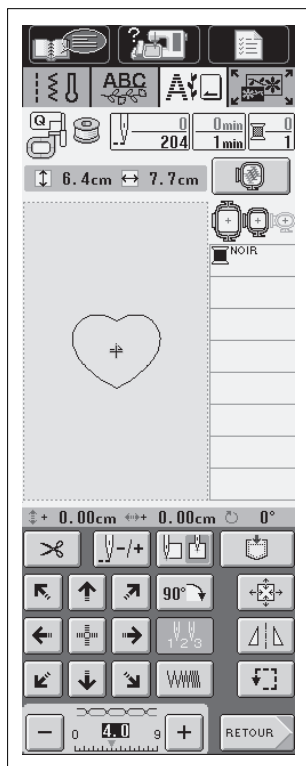 ?
ABC
A
Q
0 0min 0
204 1min 1
6.4cm 7.7cm
NOIR
+ 0.00cm + 0.00cm 0°
-/+
90°
1 2 3
0 4.0 9
- +
RETOUR